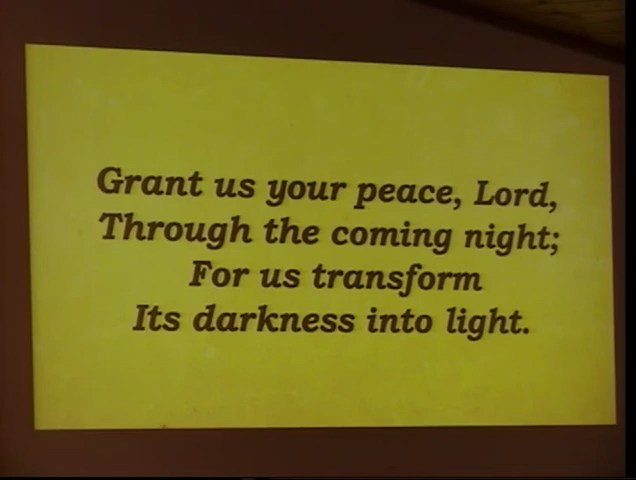 Grant us your peace, Lord,
Through the coming night;
For us transform
Its darkness into light.